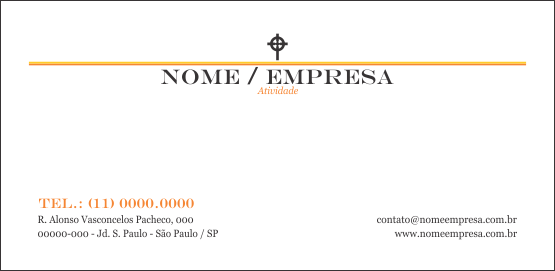 NOME / EMPRESA
Atividade
TEL.: (11) 0000.0000
R. Alonso Vasconcelos Pacheco, 000
00000-000 - Jd. S. Paulo - São Paulo / SP
contato@nomeempresa.com.br
www.nomeempresa.com.br